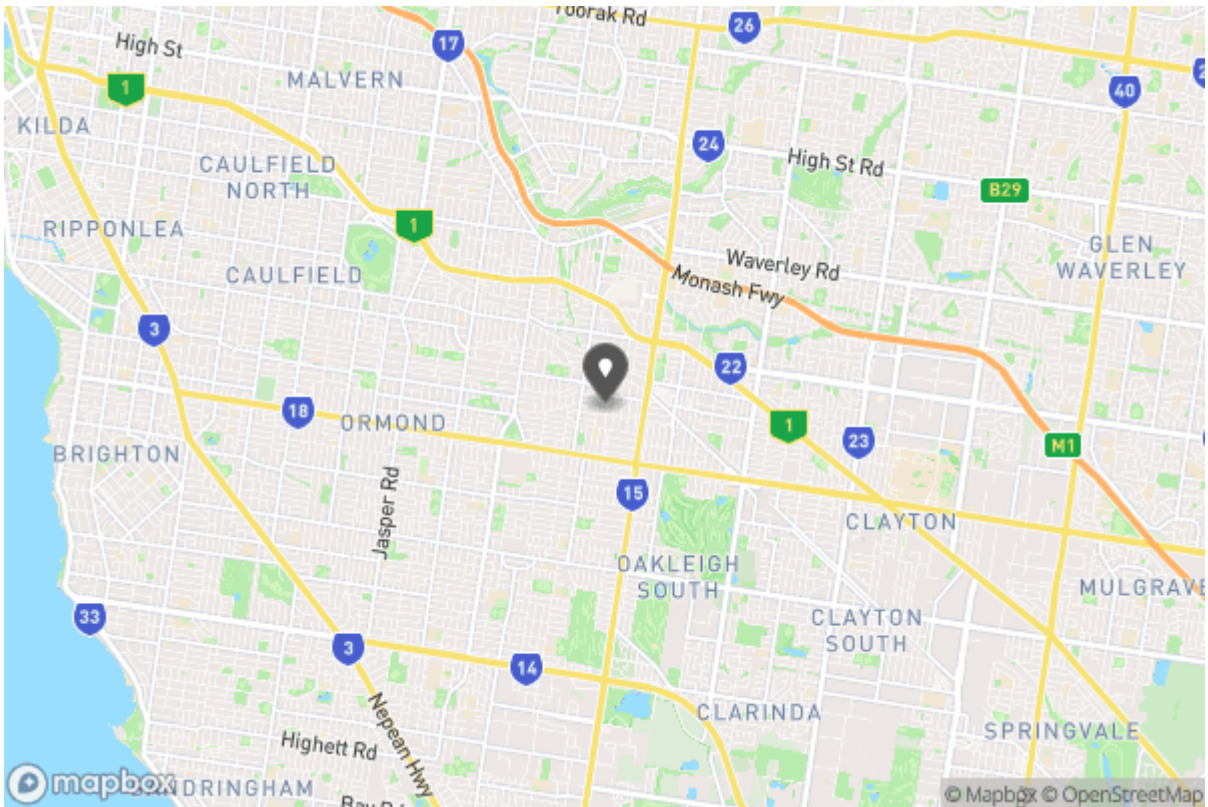 Toorak Rd
26
High St
17
MALVERN
1
40
KILDA
24
High St Rd
CAULFIELD
NORTH
B29
1
RIPPONLEA
GLEN
WAVERLEY
Waverley Rd
CAULFIELD
Monash Fwy
3
22
18
ORMOND
1
23
M1
BRIGHTON
15
Jasper Rd
CLAYTON
OAKLEIGH
SOUTH
MULGRAVE
33
CLAYTON
SOUTH
3
14
Nepean Hwy
CLARINDA
SPRINGVALE
Highett Rd
mapbox
© Mapbox © OpenStreetMap